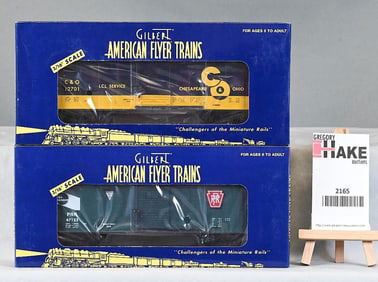 Gilbert
FOR AGES 8 TO ADULT
AMERICAN FLYER TRAINS
3/16 SCALE
C & O
12701
LCL SERVICE
CHESAPEAKE
OHIO
"Challengers of the Miniature Rails"
Gilbert
FOR AGES 8 TO ADULT
AMERICAN FLYER TRAINS
3/16 SCALE
PRR
"Challengers of the Miniature Rails"
GREGORY
HAKE
2165